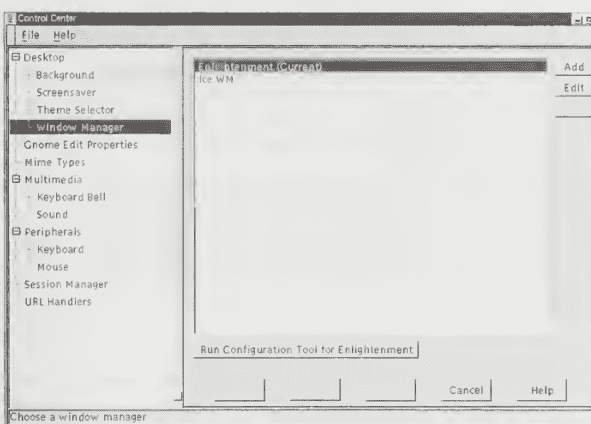 Control Center
File Help
Desktop
Background
Screensaver
Theme Selector
Window Manager
Gnome Edit Properties
Mime Types
Multimedia
Keyboard Bell
Sound
Peripherals
Keyboard
Mouse
Session Manager
URL Handlers
Enlightenment (Current)
Ice WM
Add
Edit
Run Configuration Tool for Enlightenment
Cancel
Help
Choose a window manager